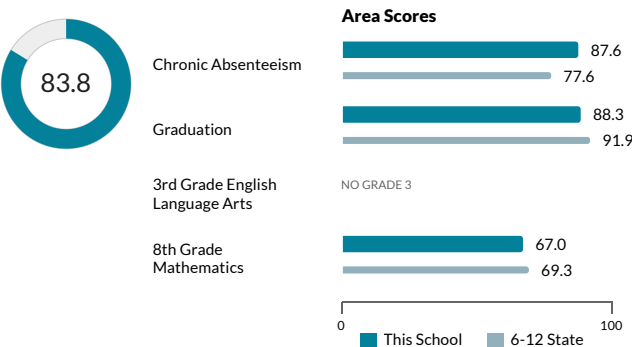 Area Scores
83.8
Chronic Absenteeism
87.6
77.6
Graduation
88.3
91.9
3rd Grade English
Language Arts
NO GRADE 3
8th Grade
Mathematics
67.0
69.3
0
100
This School
6-12 State